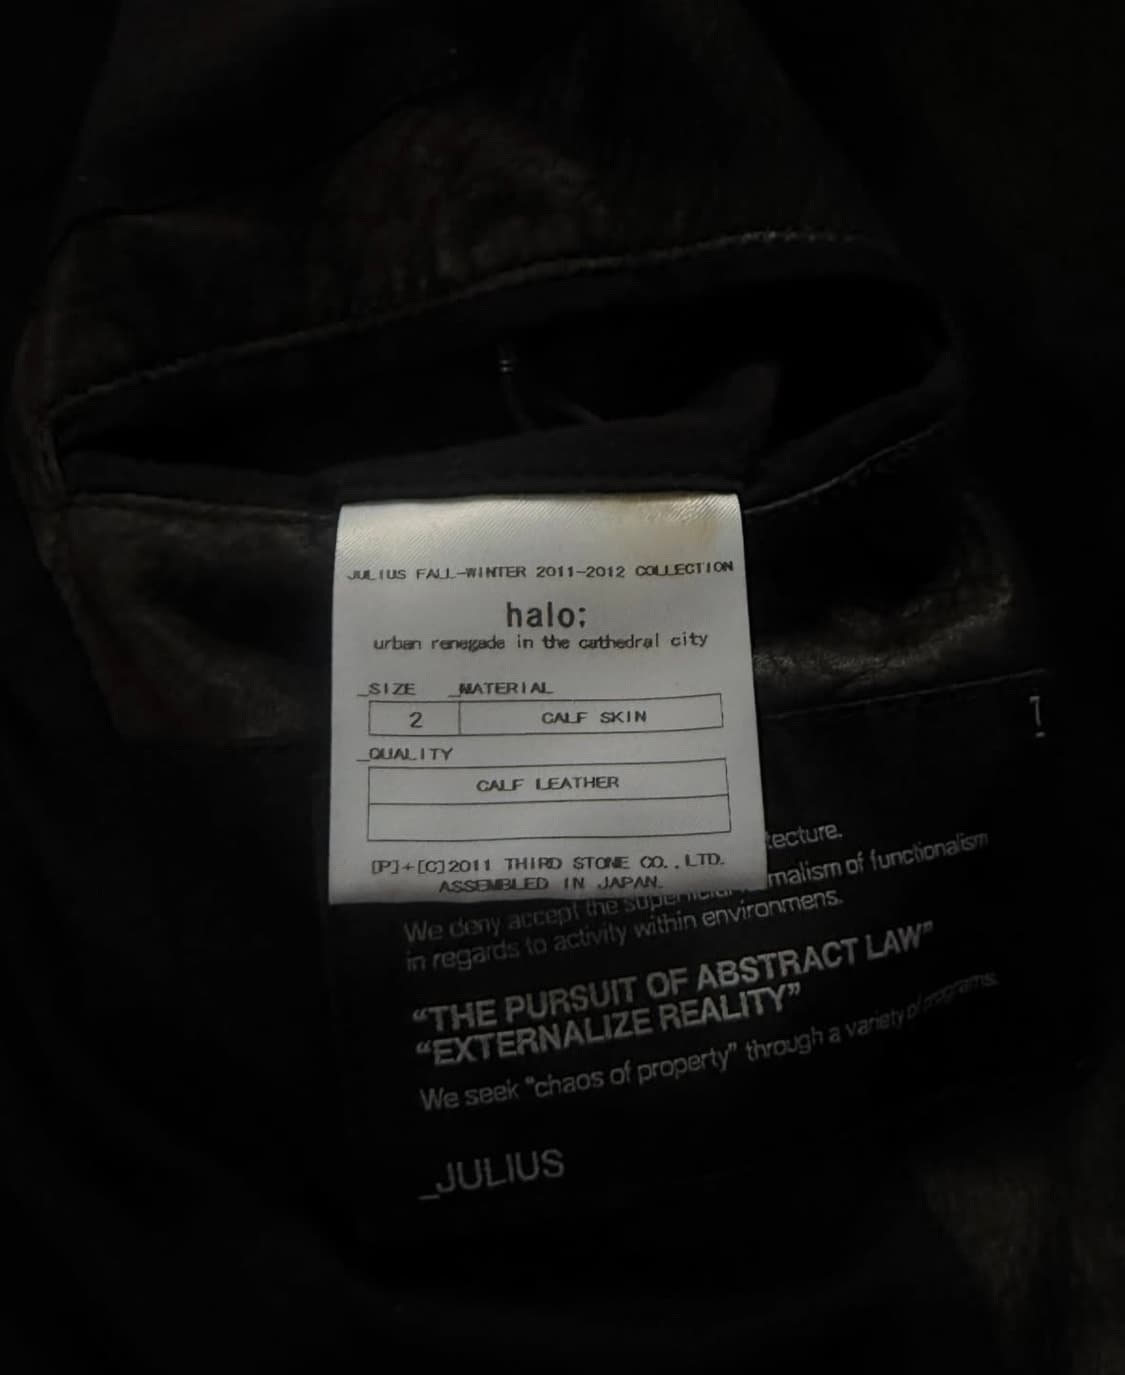 JULIUS FALL-WINTER 2011-2012 COLLECTION
halo;
urban renegade in the cathedral city
_SIZE _MATERIAL
2 CALF SKIN
_QUALITY
CALF LEATHER
[P]+[C]2011 THIRD STONE CO.,LTD.
ASSEMBLED IN JAPAN.
tecture.
We deny accept the malism of functionalism
in regards to activity within environmens.
“THE PURSUIT OF ABSTRACT LAW”
“EXTERNALIZE REALITY”
We seek "chaos of property" through a variety of programs.
_JULIUS